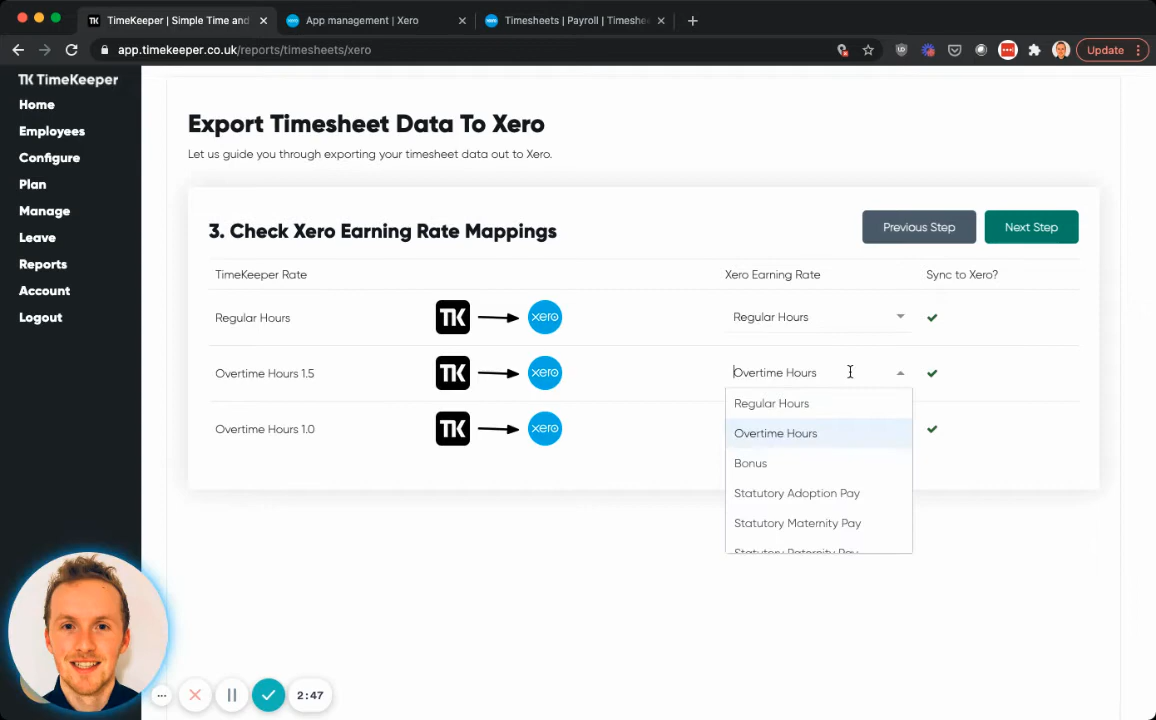 TK TimeKeeper | Simple Time and
App management | Xero
Timesheets | Payroll | Timeshee
app.timekeeper.co.uk/reports/timesheets/xero
Update
TK TimeKeeper
Home
Employees
Configure
Plan
Manage
Leave
Reports
Account
Logout
Export Timesheet Data To Xero
Let us guide you through exporting your timesheet data out to Xero.
3. Check Xero Earning Rate Mappings
Previous Step
Next Step
TimeKeeper Rate
Xero Earning Rate
Sync to Xero?
Regular Hours
TK
xero
Regular Hours
Overtime Hours 1.5
TK
xero
Overtime Hours
Overtime Hours 1.0
TK
xero
Regular Hours
Overtime Hours
Bonus
Statutory Adoption Pay
Statutory Maternity Pay
Statutory Paternity Pay
2:47